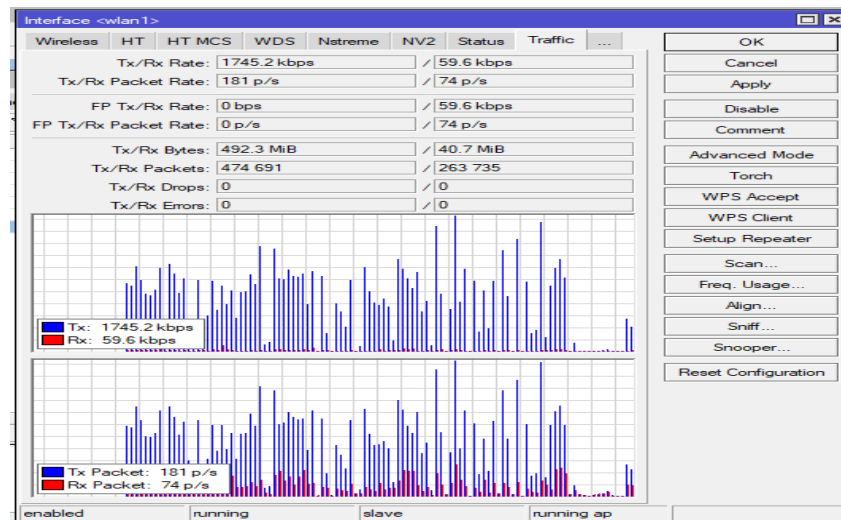 Interface <wlan1>
Wireless HT HT MCS WDS Nstreme NV2 Status Traffic ...
Tx/Rx Rate: 1745.2 kbps / 59.6 kbps
Tx/Rx Packet Rate: 181 p/s / 74 p/s
FP Tx/Rx Rate: 0 bps / 59.6 kbps
FP Tx/Rx Packet Rate: 0 p/s / 74 p/s
Tx/Rx Bytes: 492.3 MiB / 40.7 MiB
Tx/Rx Packets: 474 691 / 263 735
Tx/Rx Drops: 0 / 0
Tx/Rx Errors: 0 / 0
Tx: 1745.2 kbps
Rx: 59.6 kbps
Tx Packet: 181 p/s
Rx Packet: 74 p/s
OK
Cancel
Apply
Disable
Comment
Advanced Mode
Torch
WPS Accept
WPS Client
Setup Repeater
Scan...
Freq. Usage...
Align...
Sniff...
Snooper...
Reset Configuration
enabled running slave running ap